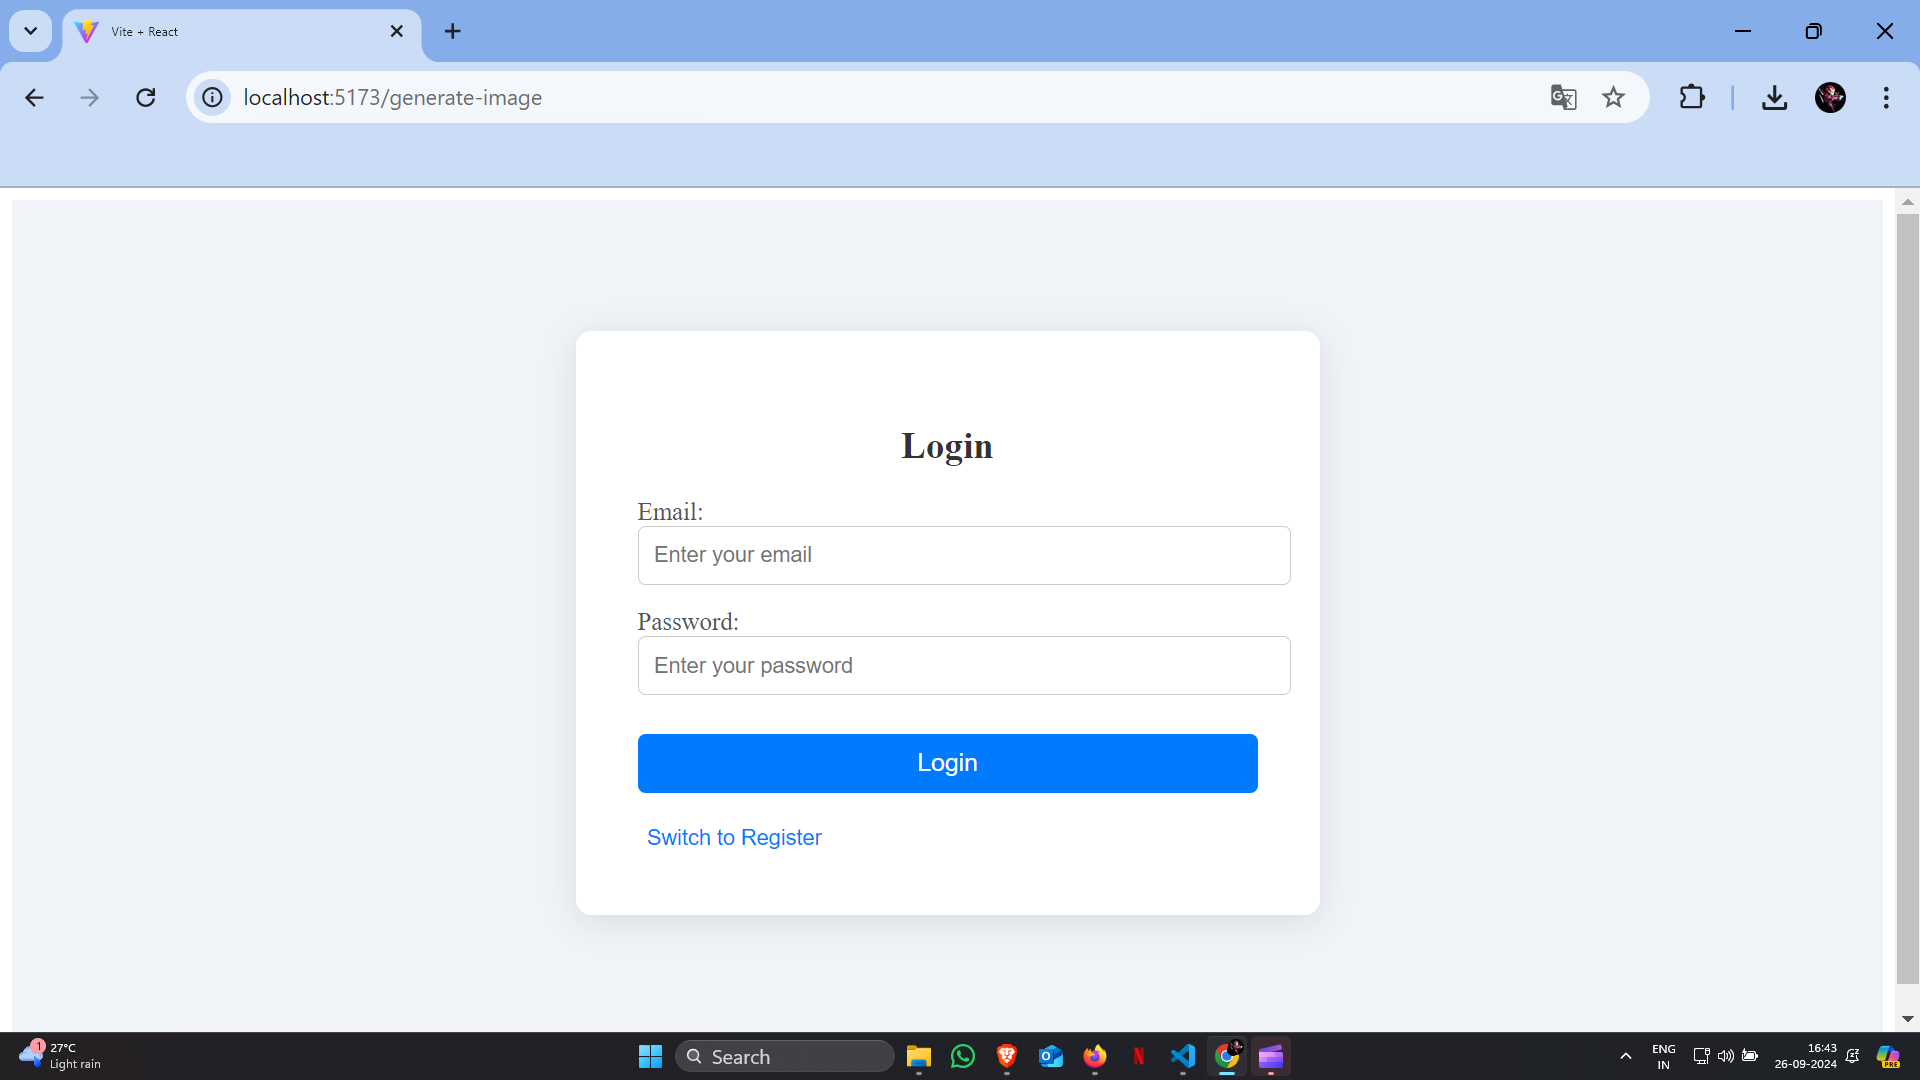 Vite + React
localhost:5173/generate-image
Login
Email:
Enter your email
Password:
Enter your password
Login
Switch to Register
1
27°C
Light rain
Search
ENG
IN
16:43
26-09-2024
PRE